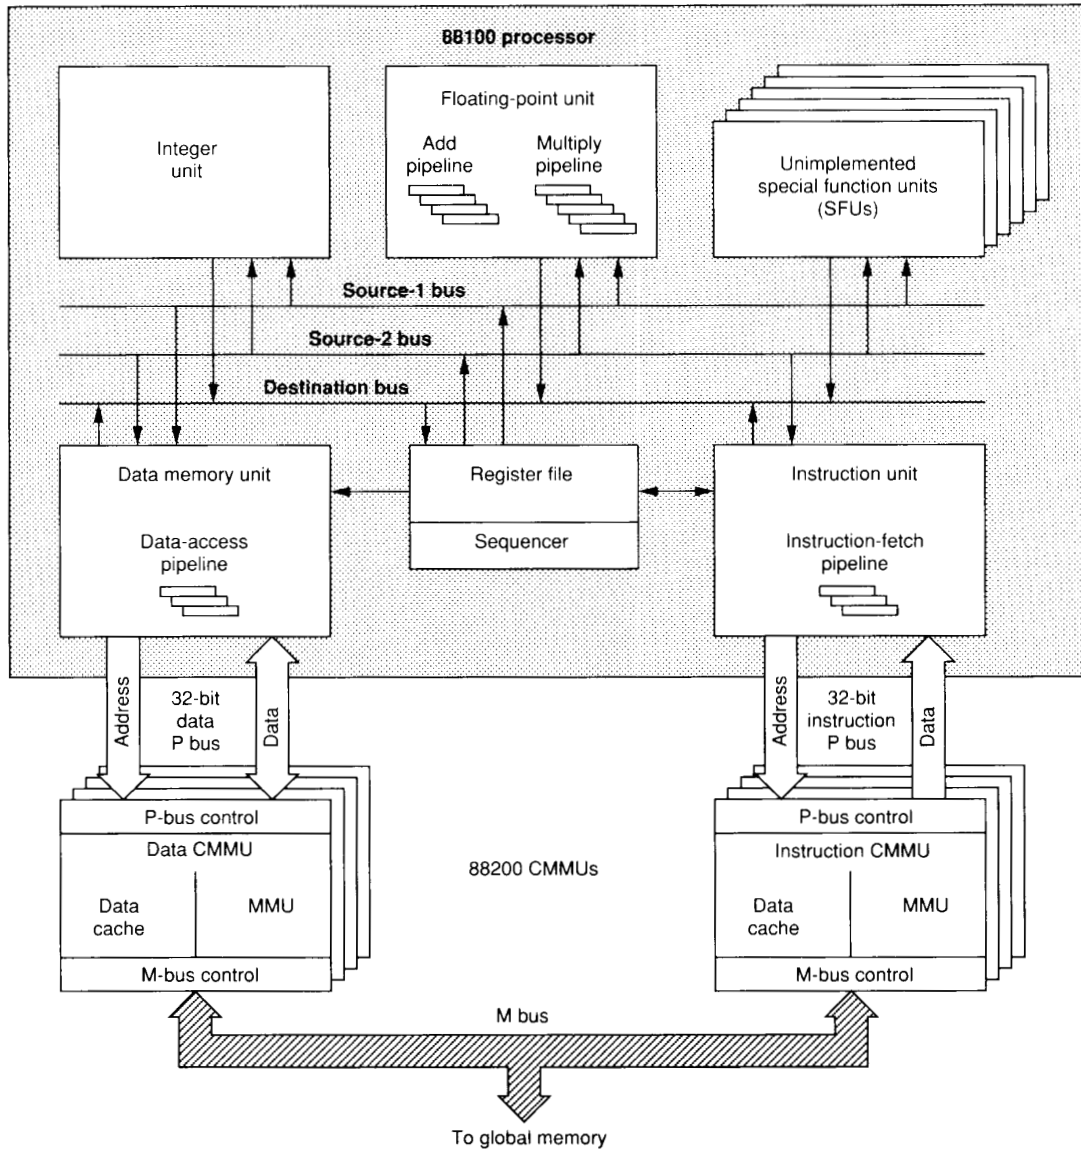 88100 processor
Integer
unit
Floating-point unit
Add
pipeline
Multiply
pipeline
Unimplemented
special function units
(SFUs)
Source-1 bus
Source-2 bus
Destination bus
Data memory unit
Data-access
pipeline
Register file
Sequencer
Instruction unit
Instruction-fetch
pipeline
Address
32-bit
data
P bus
Data
Address
32-bit
instruction
P bus
Data
P-bus control
Data CMMU
Data
cache
MMU
M-bus control
88200 CMMUs
P-bus control
Instruction CMMU
Data
cache
MMU
M-bus control
M bus
To global memory